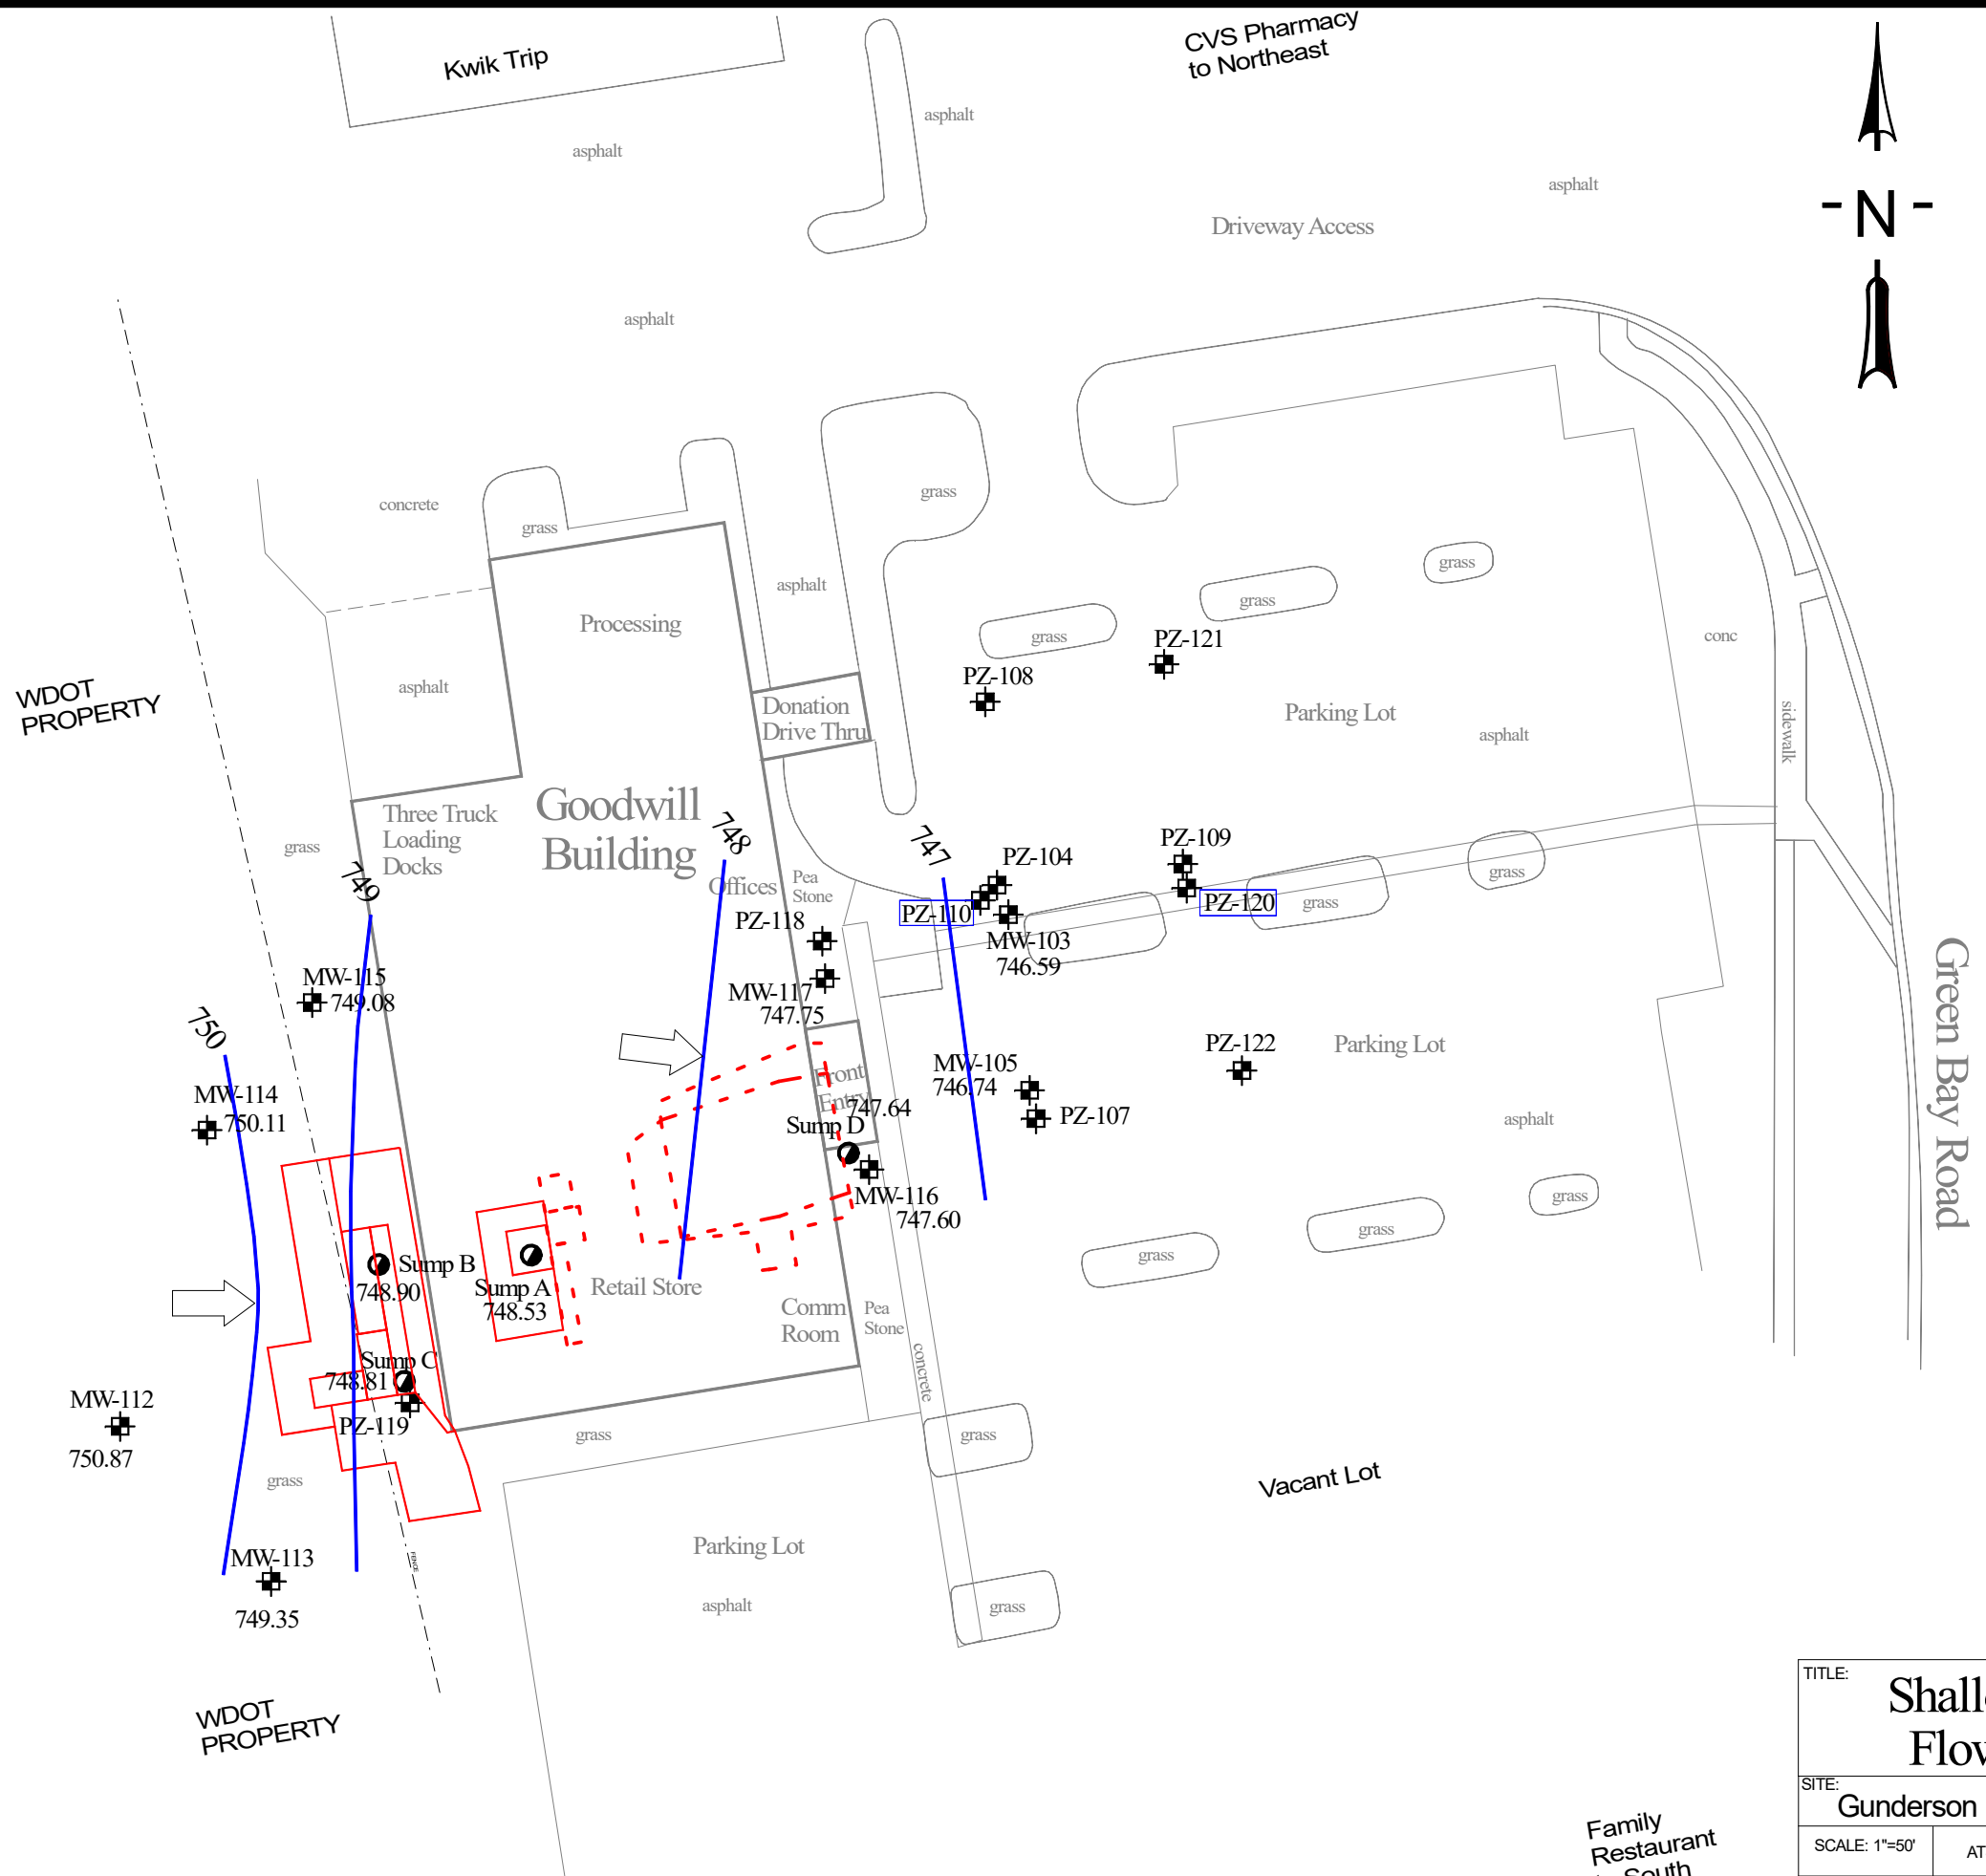 Kwik Trip
CVS Pharmacy
to Northeast
asphalt
asphalt
asphalt
Driveway Access
- N -
asphalt
concrete
grass
grass
grass
grass
grass
asphalt
Processing
conc
PZ-121
PZ-108
asphalt
WDOT
PROPERTY
Donation
Drive Thru
Parking Lot
asphalt
sidewalk
Three Truck
Loading
Docks
Goodwill
Building
748
747
grass
749
Offices
Pea
Stone
PZ-104
PZ-109
grass
PZ-110
PZ-120
grass
PZ-118
MW-103
746.59
MW-115
749.08
MW-117
747.75
750
Green Bay Road
PZ-122
Parking Lot
MW-105
746.74
Front
Entry
MW-114
750.11
747.64
Sump D
PZ-107
asphalt
MW-116
747.60
grass
grass
grass
Sump B
748.90
Sump A
748.53
Retail Store
Comm
Room
Pea
Stone
concrete
Sump C
748.81
PZ-119
MW-112
750.87
grass
grass
grass
Vacant Lot
MW-113
749.35
FENCE
Parking Lot
asphalt
grass
WDOT
PROPERTY
TITLE:
Shall
Flo
SITE:
Gunderson
SCALE: 1"=50'
AT
Family
Restaurant
South